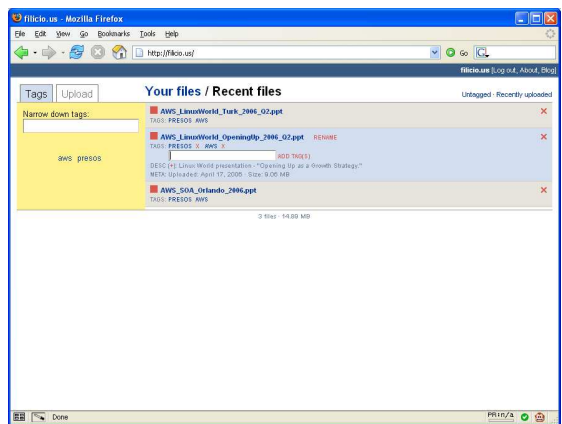 filicio.us - Mozilla Firefox
File Edit View Go Bookmarks Tools Help
http://filicio.us/ Go
filicio.us [Log out, About, Blog]
Tags Upload Your files / Recent files Untagged · Recently uploaded
Narrow down tags:
aws presos
AWS_LinuxWorld_Turk_2006_Q2.ppt X
TAGS: PRESOS AWS
AWS_LinuxWorld_OpeningUp_2006_Q2.ppt RENAME X
TAGS: PRESOS X AWS X
ADD TAG(S)
DESC [+]: Linux World presentation - "Opening Up as a Growth Strategy."
META: Uploaded: April 17, 2006 · Size: 9.06 MB
AWS_SOA_Orlando_2006.ppt X
TAGS: PRESOS AWS
3 files · 14.99 MB
Done PR:n/a